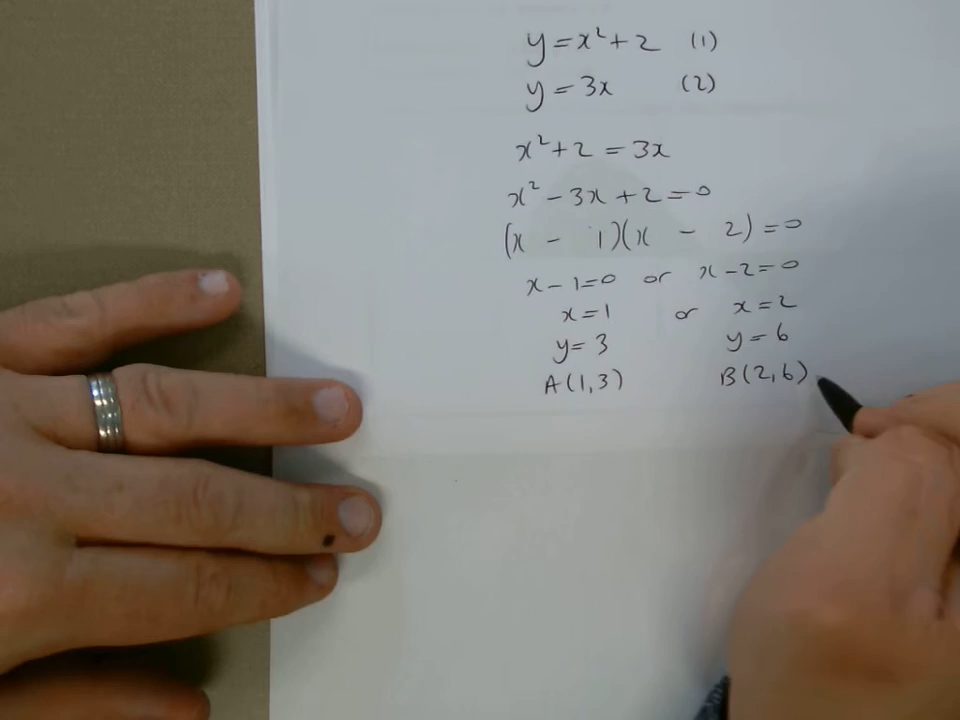 y = x² + 2 (1)
y = 3x (2)
x² + 2 = 3x
x² - 3x + 2 = 0
(x - 1)(x - 2) = 0
x - 1 = 0 or x - 2 = 0
x = 1 or x = 2
y = 3 y = 6
A(1,3) B(2,6)